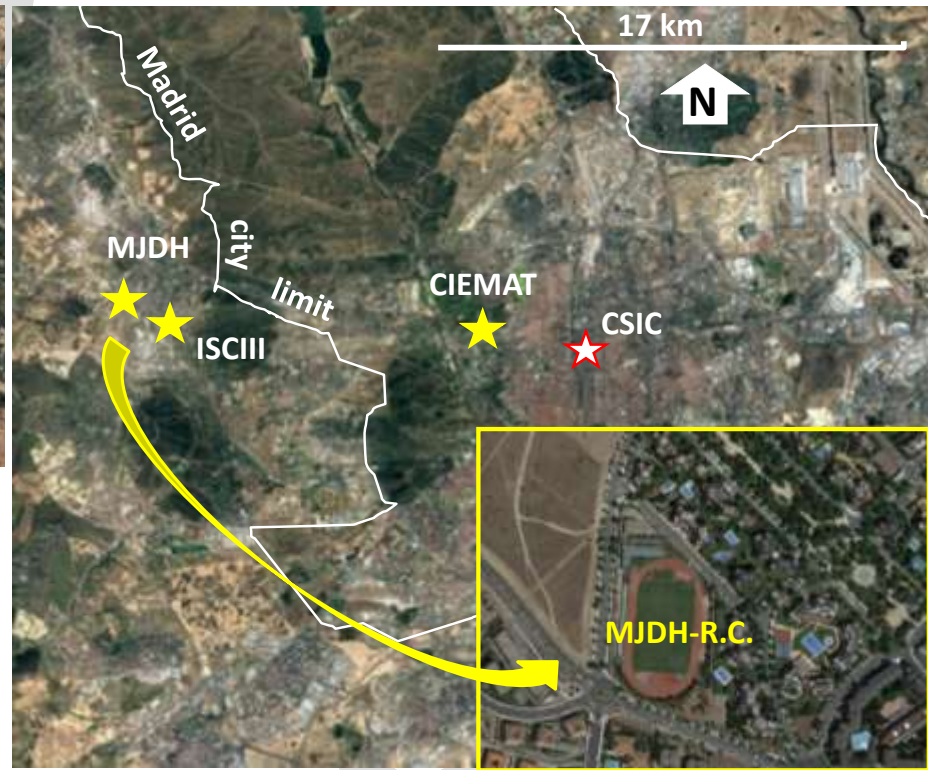 17 km
N
Madrid
city
limit
MJDH
ISCIII
CIEMAT
CSIC
MJDH-R.C.